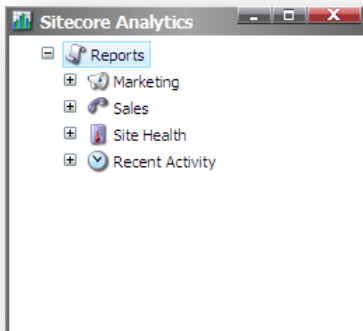 Sitecore Analytics
Reports
Marketing
Sales
Site Health
Recent Activity